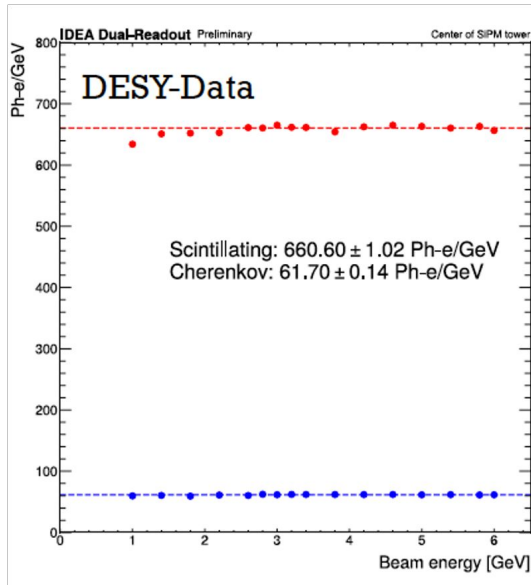 IDEA Dual-Readout Preliminary Center of SiPM tower
Ph-e/GeV
800
DESY-Data
700
600
Scintillating: 660.60 ± 1.02 Ph-e/GeV
500
Cherenkov: 61.70 ± 0.14 Ph-e/GeV
400
300
200
100
0
0 1 2 3 4 5 6
Beam energy [GeV]